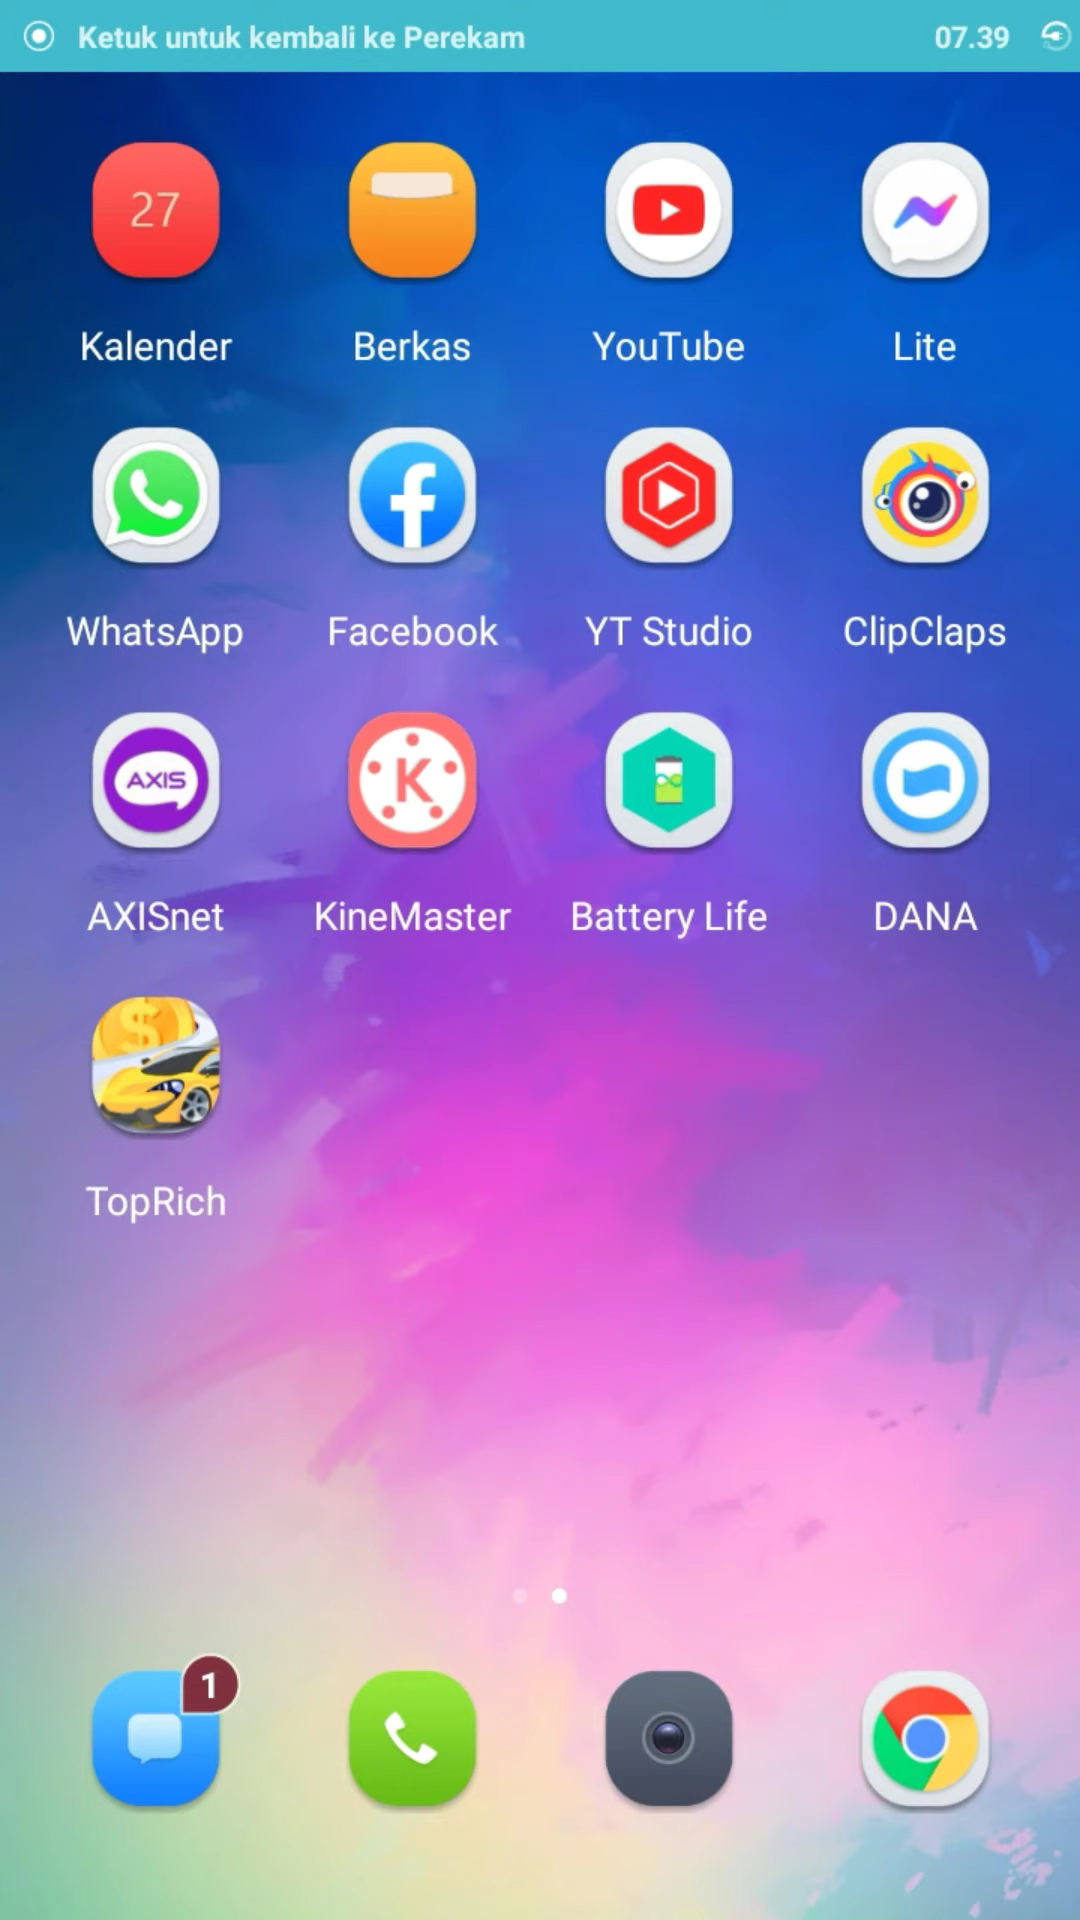 Ketuk untuk kembali ke Perekam 07.39
27
Kalender Berkas YouTube Lite
WhatsApp Facebook YT Studio ClipClaps
AXIS K
AXISnet KineMaster Battery Life DANA
$
TopRich
1